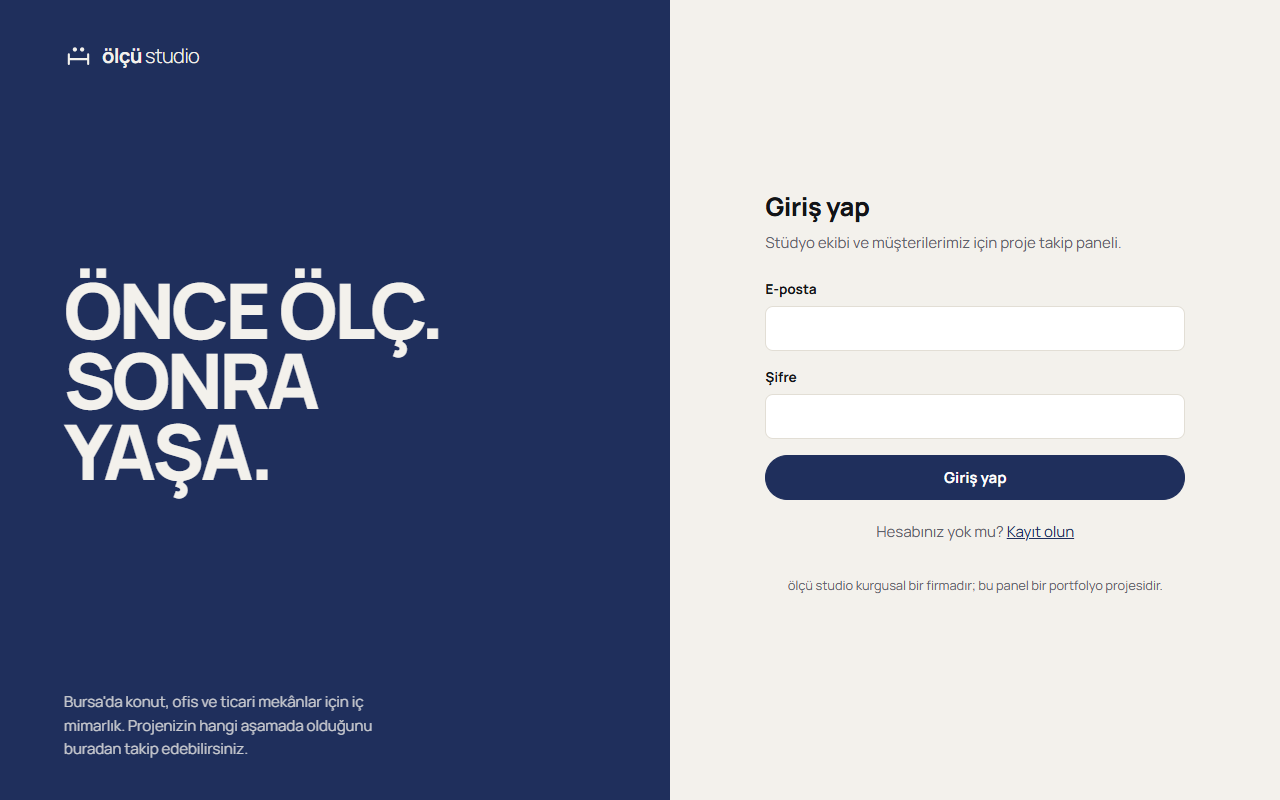 ölçü studio
ÖNCE ÖLÇ.
SONRA
YAŞA.
Bursa'da konut, ofis ve ticari mekânlar için iç
mimarlık. Projenizin hangi aşamada olduğunu
buradan takip edebilirsiniz.
Giriş yap
Stüdyo ekibi ve müşterilerimiz için proje takip paneli.
E-posta
Şifre
Giriş yap
Hesabınız yok mu? Kayıt olun
ölçü studio kurgusal bir firmadır; bu panel bir portfolyo projesidir.